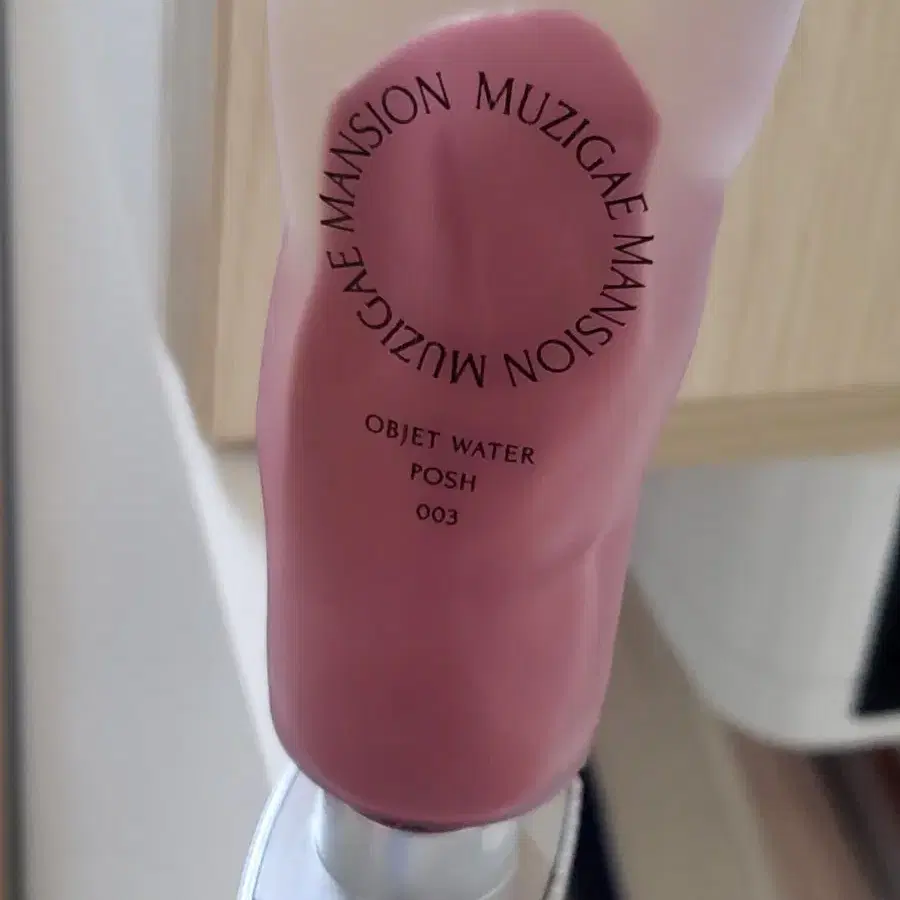 MUZIGAE MANSION MUZIGAE MANSION
OBJET WATER
POSH
003